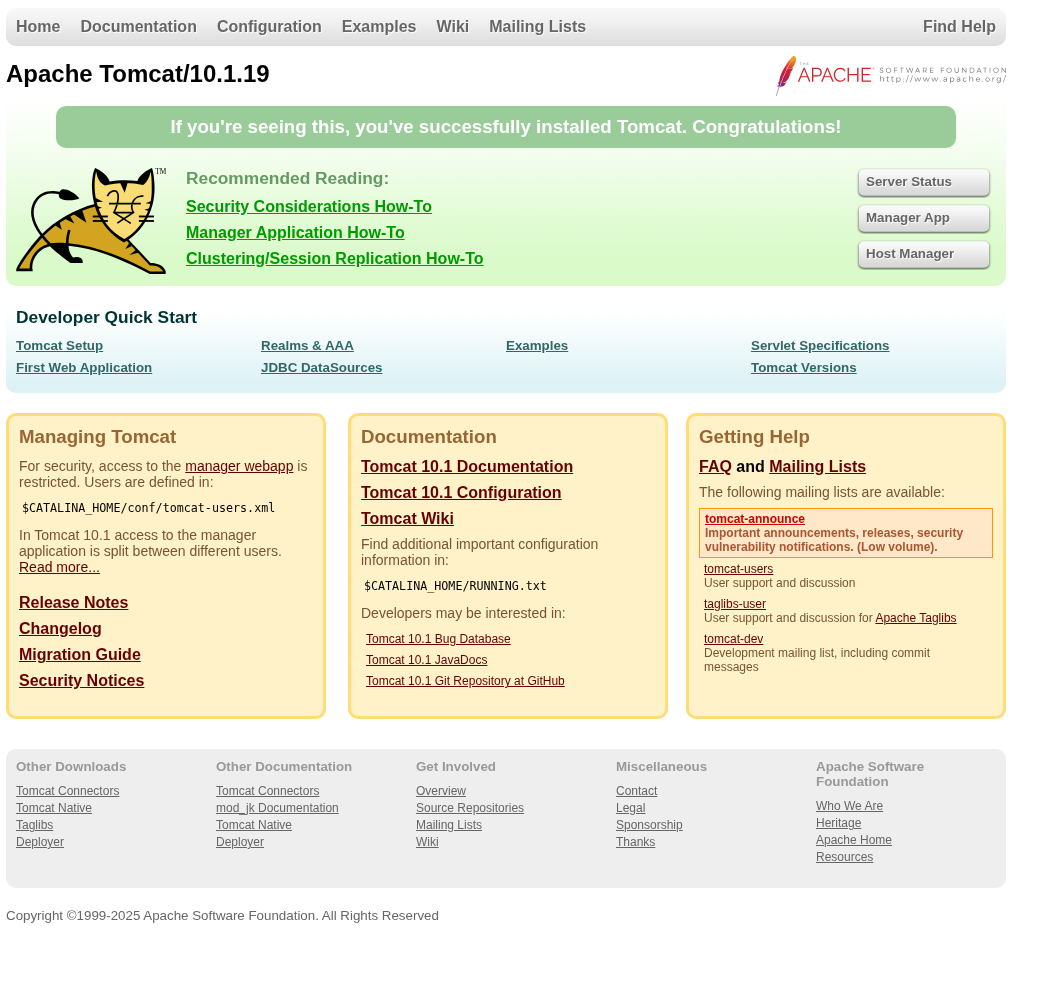 Home Documentation Configuration Examples Wiki Mailing Lists Find Help
Apache Tomcat/10.1.19
THE APACHE SOFTWARE FOUNDATION
http://www.apache.org/
If you're seeing this, you've successfully installed Tomcat. Congratulations!
TM
Recommended Reading:
Security Considerations How-To
Manager Application How-To
Clustering/Session Replication How-To
Server Status
Manager App
Host Manager
Developer Quick Start
Tomcat Setup
First Web Application
Realms & AAA
JDBC DataSources
Examples
Servlet Specifications
Tomcat Versions
Managing Tomcat
For security, access to the manager webapp is
restricted. Users are defined in:
$CATALINA_HOME/conf/tomcat-users.xml
In Tomcat 10.1 access to the manager
application is split between different users.
Read more...
Release Notes
Changelog
Migration Guide
Security Notices
Documentation
Tomcat 10.1 Documentation
Tomcat 10.1 Configuration
Tomcat Wiki
Find additional important configuration
information in:
$CATALINA_HOME/RUNNING.txt
Developers may be interested in:
Tomcat 10.1 Bug Database
Tomcat 10.1 JavaDocs
Tomcat 10.1 Git Repository at GitHub
Getting Help
FAQ and Mailing Lists
The following mailing lists are available:
tomcat-announce
Important announcements, releases, security
vulnerability notifications. (Low volume).
tomcat-users
User support and discussion
taglibs-user
User support and discussion for Apache Taglibs
tomcat-dev
Development mailing list, including commit
messages
Other Downloads
Tomcat Connectors
Tomcat Native
Taglibs
Deployer
Other Documentation
Tomcat Connectors
mod_jk Documentation
Tomcat Native
Deployer
Get Involved
Overview
Source Repositories
Mailing Lists
Wiki
Miscellaneous
Contact
Legal
Sponsorship
Thanks
Apache Software
Foundation
Who We Are
Heritage
Apache Home
Resources
Copyright ©1999-2025 Apache Software Foundation. All Rights Reserved